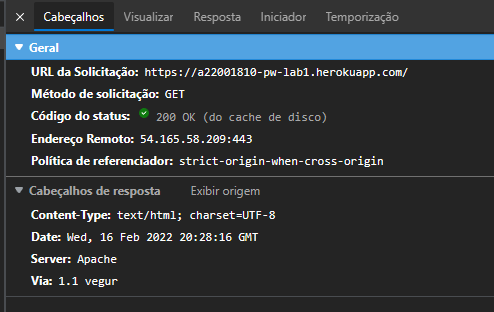 Cabeçalhos Visualizar Resposta Iniciador Temporização
Geral
URL da Solicitação: https://a22001810-pw-lab1.herokuapp.com/
Método de solicitação: GET
Código do status: 200 OK (do cache de disco)
Endereço Remoto: 54.165.58.209:443
Política de referenciador: strict-origin-when-cross-origin
Cabeçalhos de resposta Exibir origem
Content-Type: text/html; charset=UTF-8
Date: Wed, 16 Feb 2022 20:28:16 GMT
Server: Apache
Via: 1.1 vegur